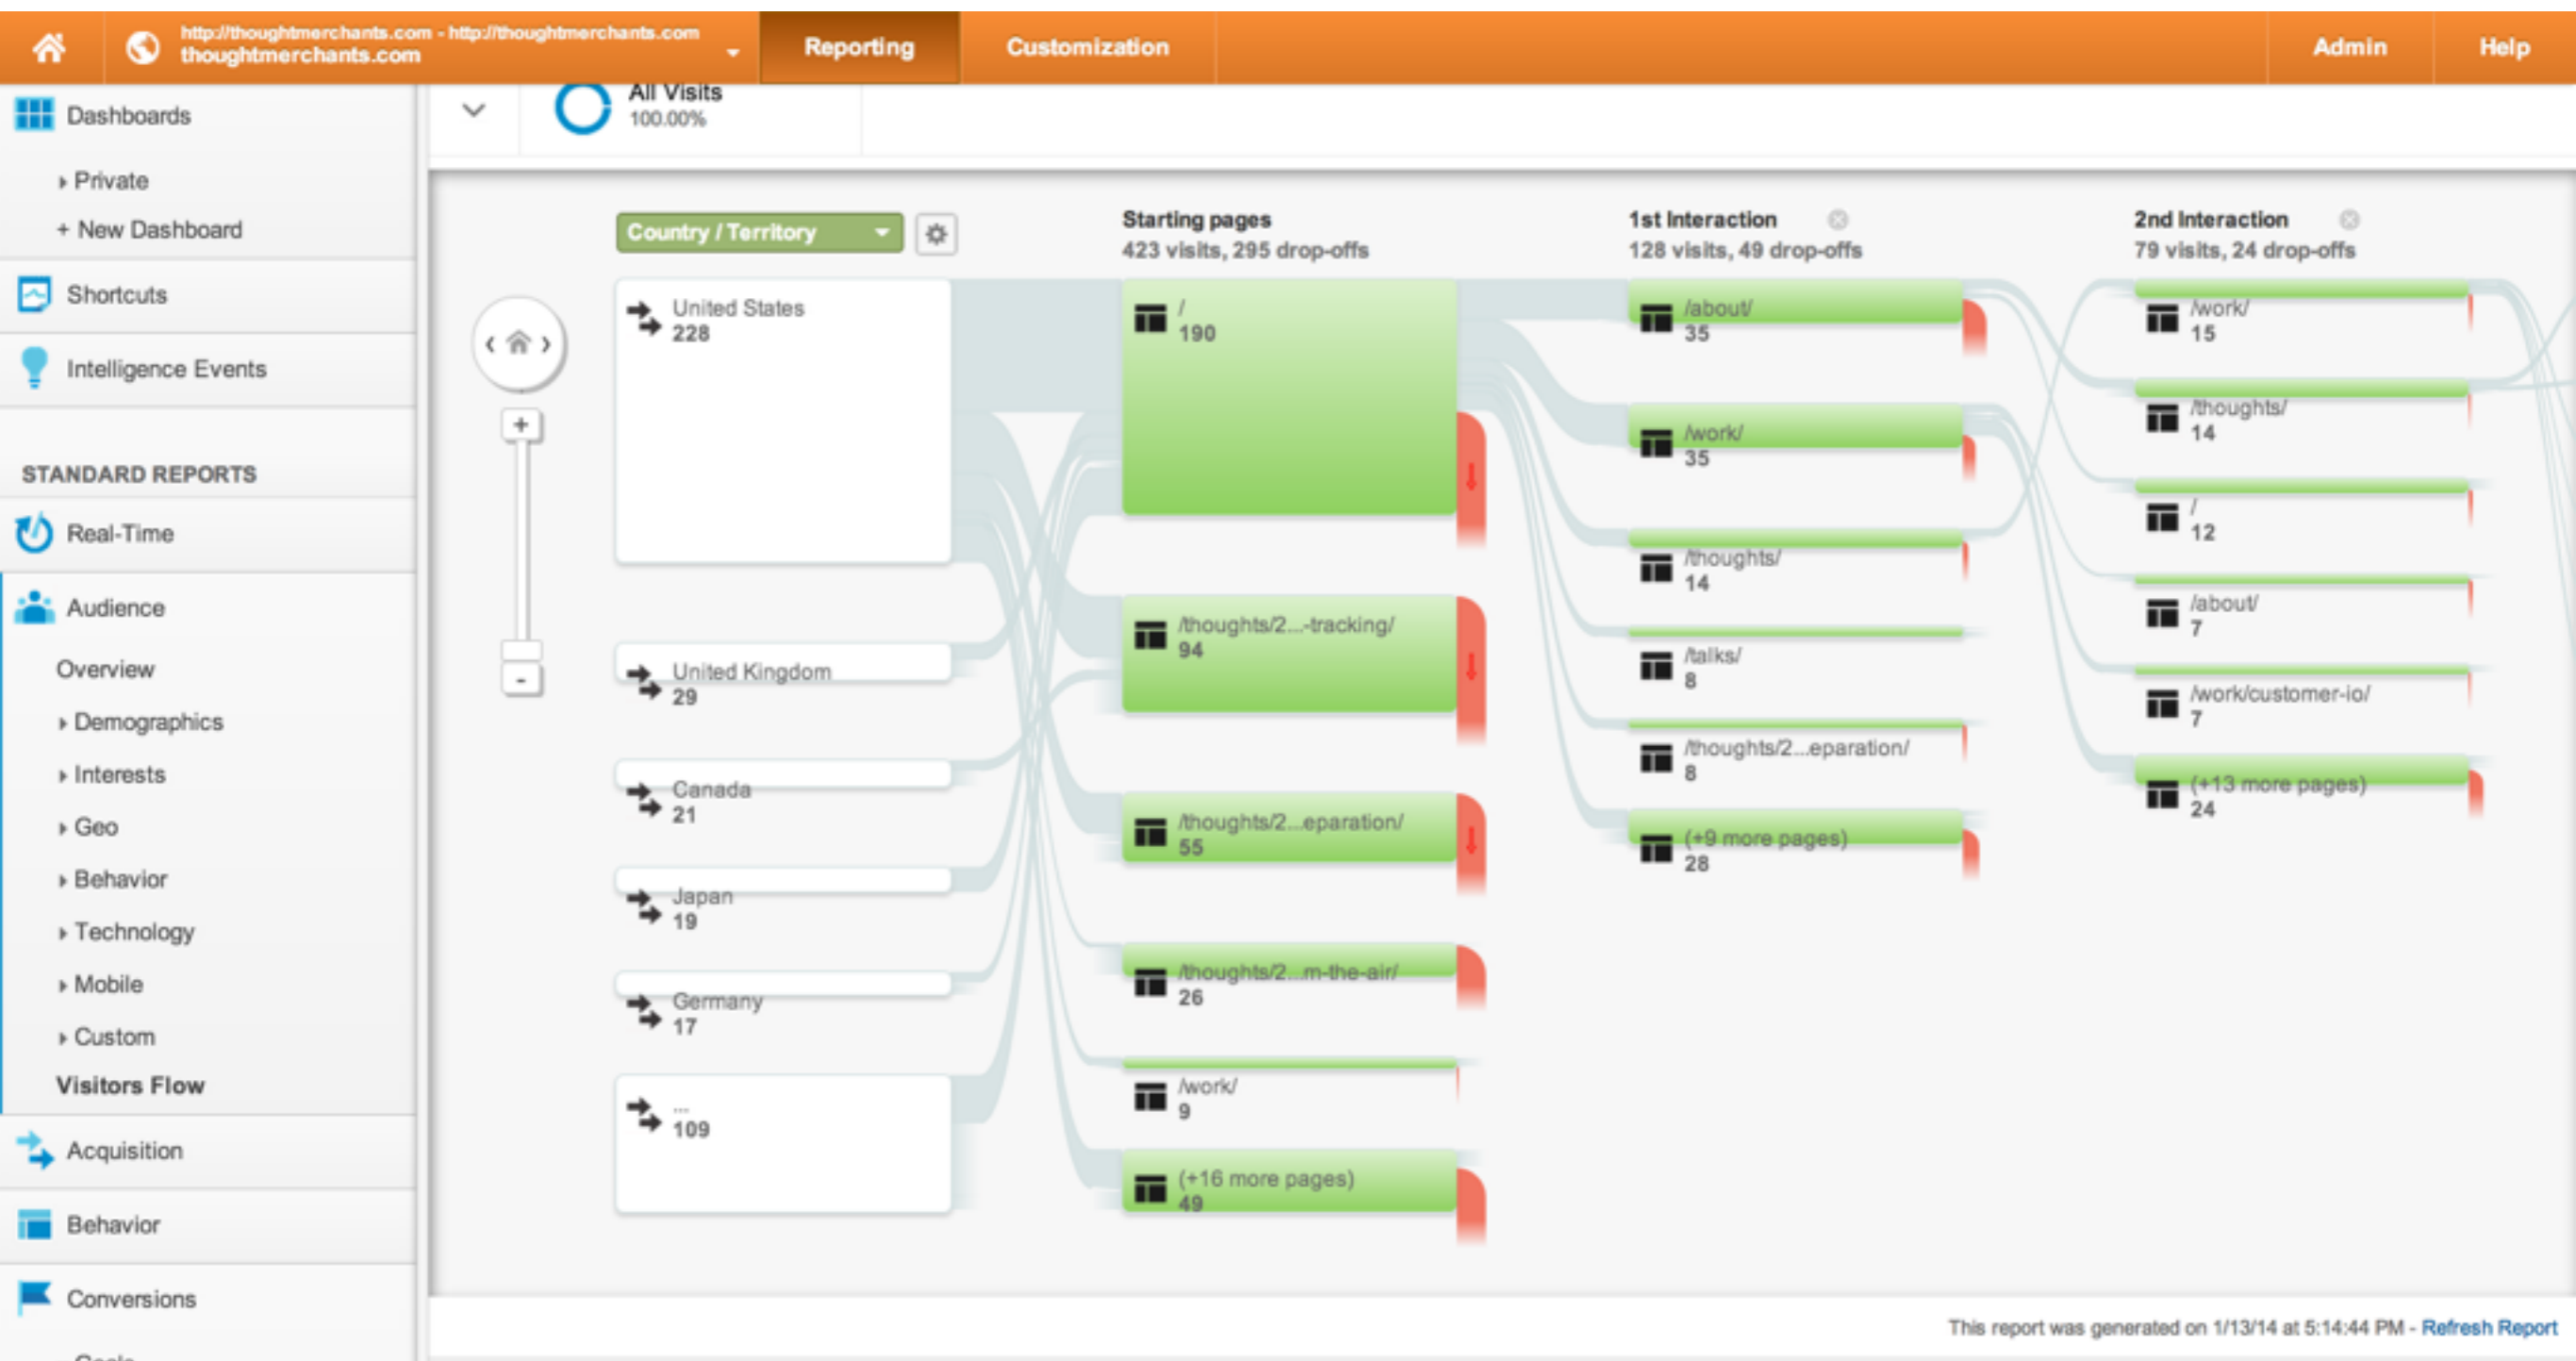 http://thoughtmerchants.com - http://thoughtmerchants.com
thoughtmerchants.com
Reporting
Customization
Admin
Help
Dashboards
Private
+ New Dashboard
Shortcuts
Intelligence Events
STANDARD REPORTS
Real-Time
Audience
Overview
Demographics
Interests
Geo
Behavior
Technology
Mobile
Custom
Visitors Flow
Acquisition
Behavior
Conversions
All Visits
100.00%
Country / Territory
+
-
United States
228
United Kingdom
29
Canada
21
Japan
19
Germany
17
...
109
Starting pages
423 visits, 295 drop-offs
/
190
/thoughts/2...-tracking/
94
/thoughts/2...eparation/
55
/thoughts/2...m-the-air/
26
/work/
9
(+16 more pages)
49
1st Interaction
128 visits, 49 drop-offs
/about/
35
/work/
35
/thoughts/
14
/talks/
8
/thoughts/2...eparation/
8
(+9 more pages)
28
2nd Interaction
79 visits, 24 drop-offs
/work/
15
/thoughts/
14
/
12
/about/
7
/work/customer-io/
7
(+13 more pages)
24
This report was generated on 1/13/14 at 5:14:44 PM - Refresh Report